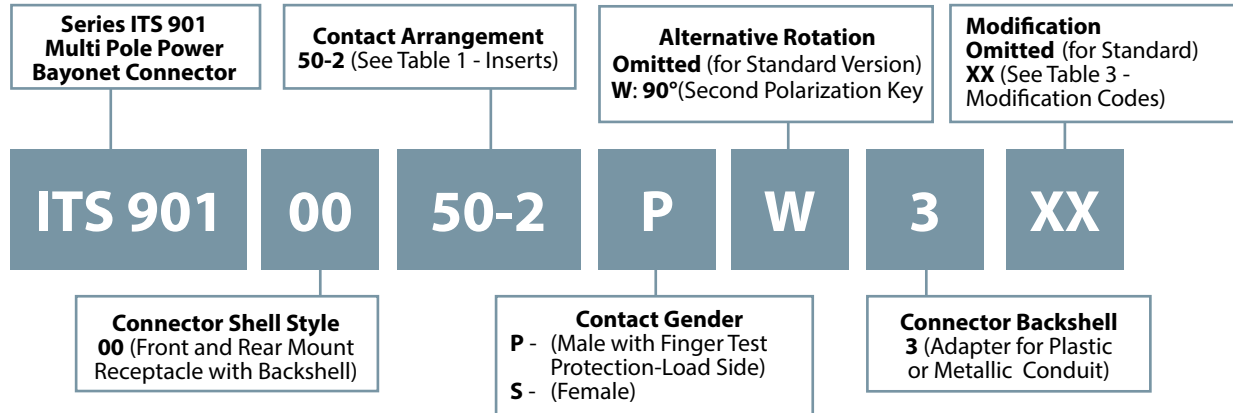 Series ITS 901
Multi Pole Power
Bayonet Connector
Contact Arrangement
50-2 (See Table 1 - Inserts)
Alternative Rotation
Omitted (for Standard Version)
W: 90°(Second Polarization Key
Modification
Omitted (for Standard)
XX (See Table 3 -
Modification Codes)
ITS 901 00 50-2 P W 3 XX
Connector Shell Style
00 (Front and Rear Mount
Receptacle with Backshell)
Contact Gender
P - (Male with Finger Test
Protection-Load Side)
S - (Female)
Connector Backshell
3 (Adapter for Plastic
or Metallic Conduit)